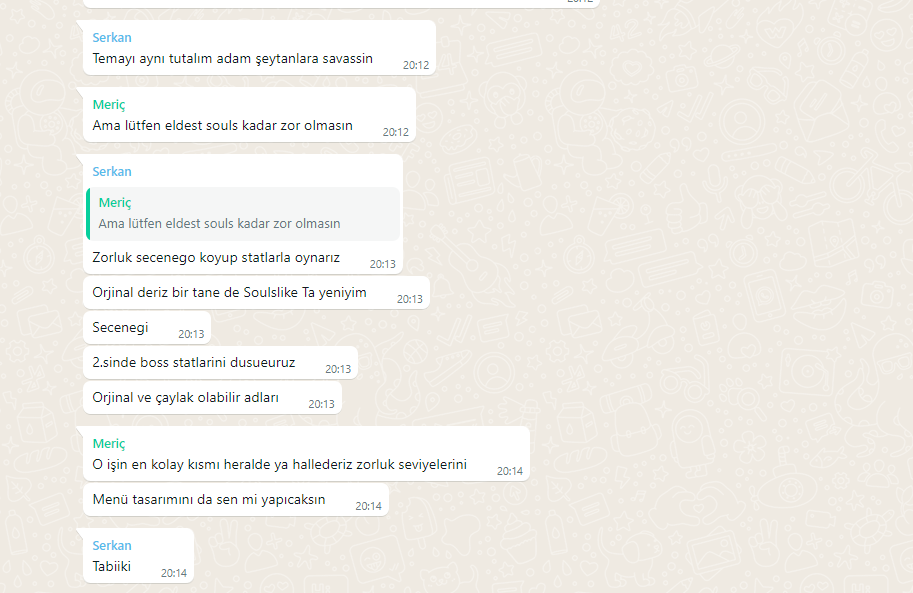 20:12
Serkan
Temayı aynı tutalım adam şeytanlara savassin
20:12
Meriç
Ama lütfen eldest souls kadar zor olmasın
20:12
Serkan
Meriç
Ama lütfen eldest souls kadar zor olmasın
Zorluk secenego koyup statlarla oynarız
20:13
Orjinal deriz bir tane de Soulslike Ta yeniyim
20:13
Secenegi
20:13
2.sinde boss statlarini dusueuruz
20:13
Orjinal ve çaylak olabilir adları
20:13
Meriç
O işin en kolay kısmı heralde ya hallederiz zorluk seviyelerini
20:14
Menü tasarımını da sen mi yapıcaksın
20:14
Serkan
Tabiiki
20:14